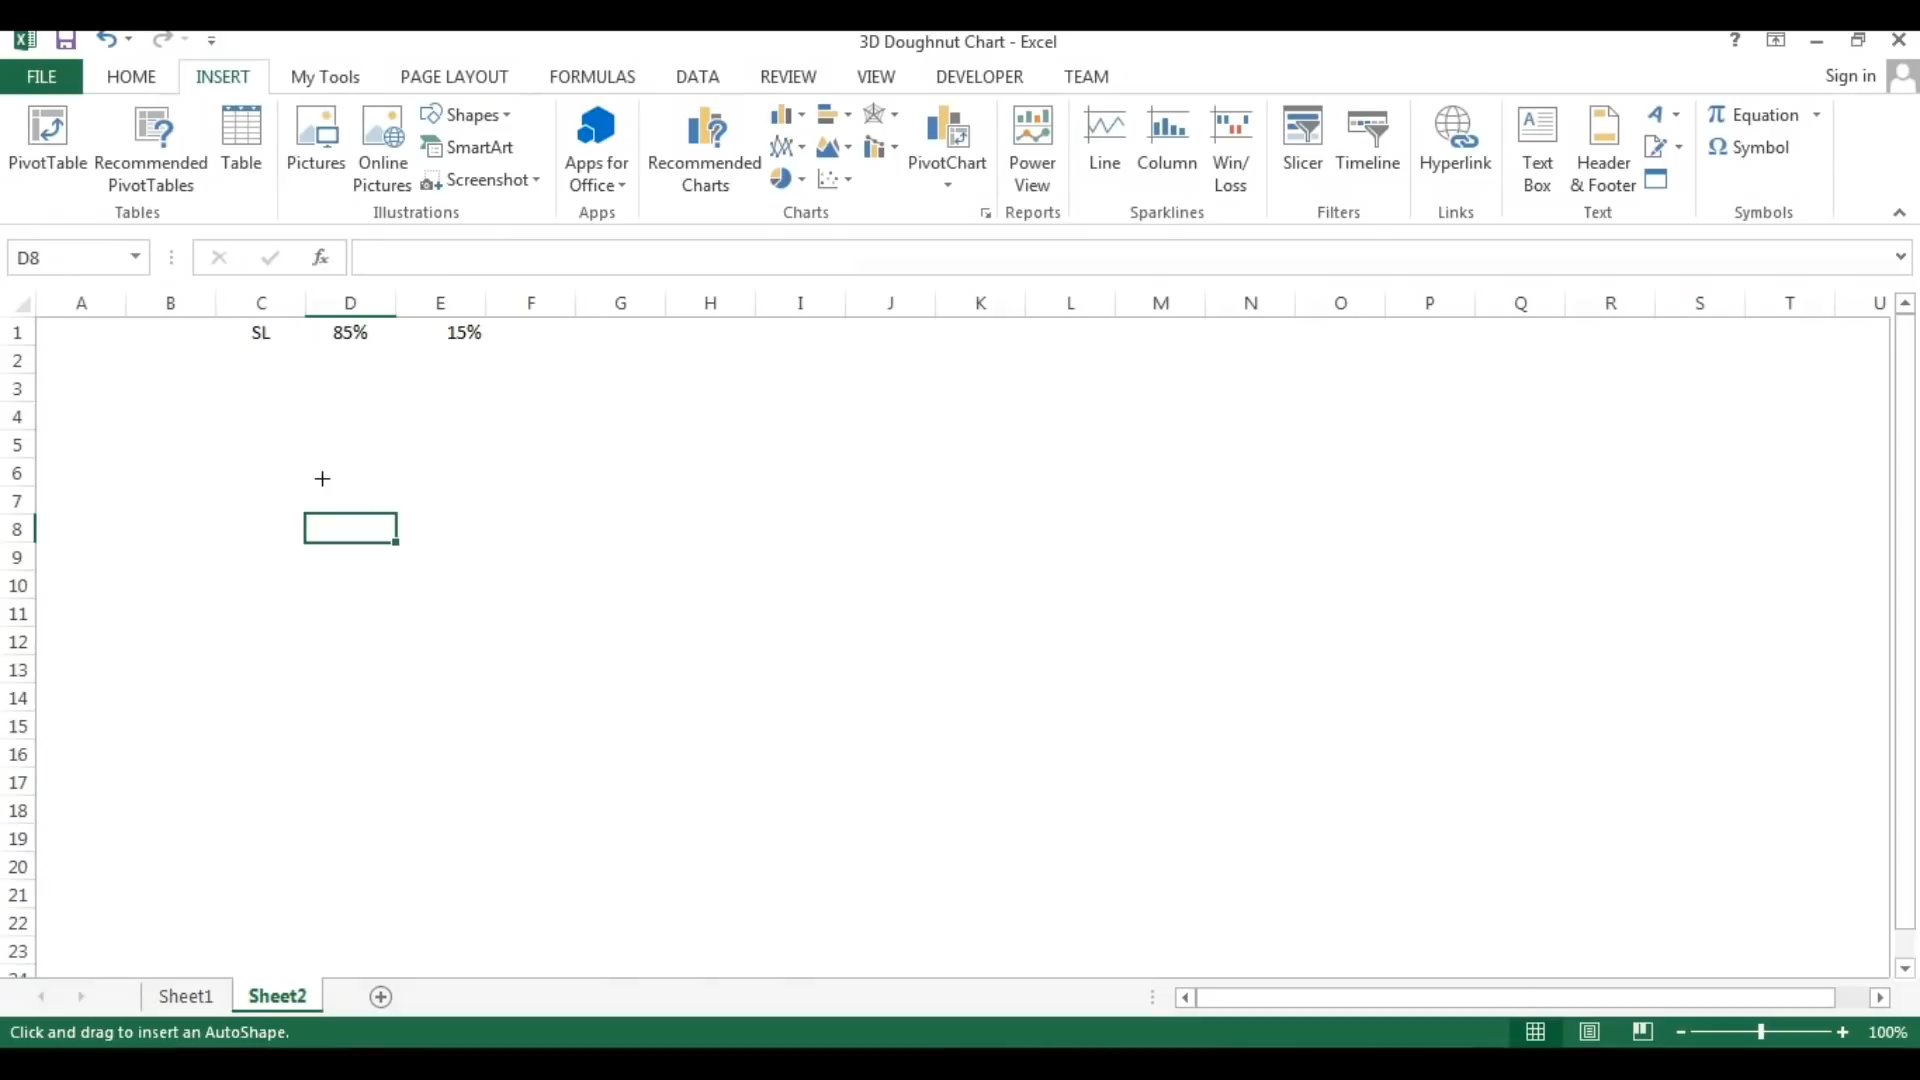 3D Doughnut Chart - Excel
?
FILE HOME INSERT My Tools PAGE LAYOUT FORMULAS DATA REVIEW VIEW DEVELOPER TEAM Sign in
PivotTable
Recommended
PivotTables
Table
Tables
Pictures
Online
Pictures
Shapes
SmartArt
Screenshot
Illustrations
Apps for
Office
Apps
Recommended
Charts
PivotChart
Charts
Power
View
Reports
Line
Column
Win/
Loss
Sparklines
Slicer
Timeline
Filters
Hyperlink
Links
Text
Box
Header
& Footer
Text
π Equation
Ω Symbol
Symbols
D8 fx
A B C D E F G H I J K L M N O P Q R S T U
1 SL 85% 15%
2
3
4
5
6
7
8
9
10
11
12
13
14
15
16
17
18
19
20
21
22
23
24
Sheet1 Sheet2
Click and drag to insert an AutoShape. 100%